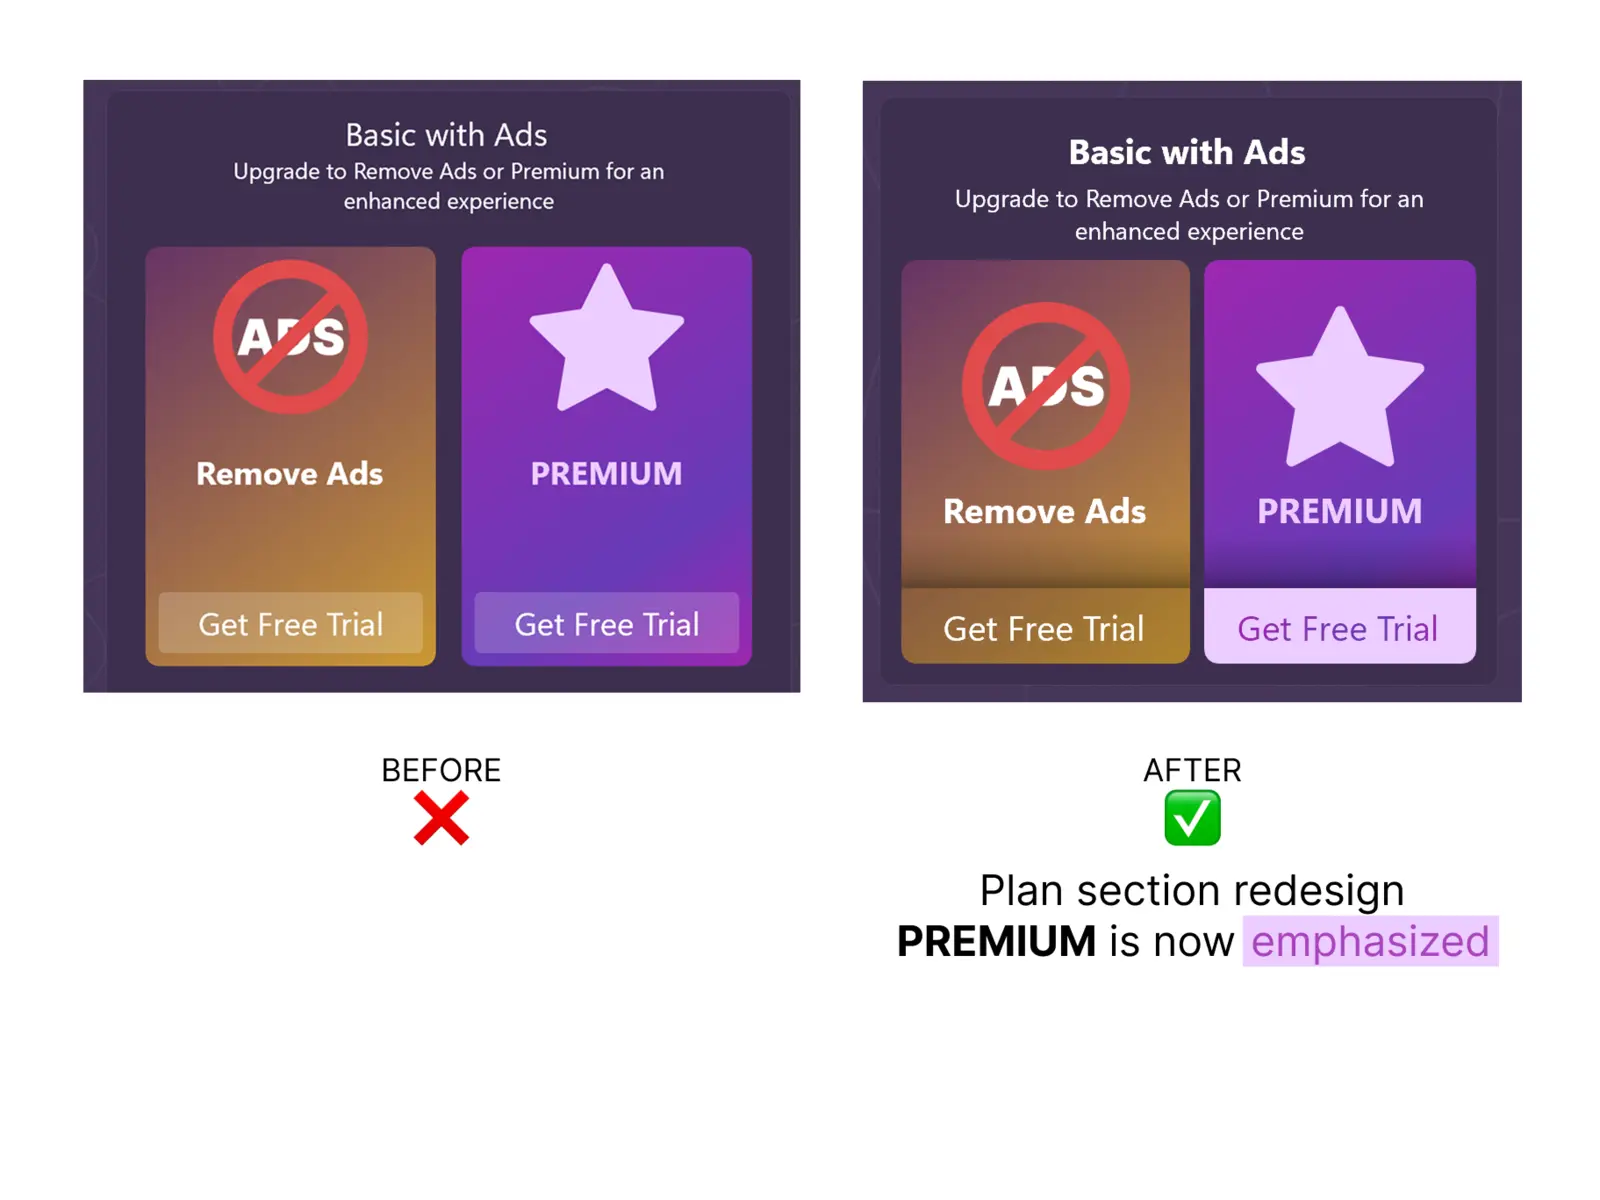 Basic with Ads
Upgrade to Remove Ads or Premium for an
enhanced experience
ADS
Remove Ads
Get Free Trial
PREMIUM
Get Free Trial
BEFORE
Basic with Ads
Upgrade to Remove Ads or Premium for an
enhanced experience
ADS
Remove Ads
Get Free Trial
PREMIUM
Get Free Trial
AFTER
Plan section redesign
PREMIUM is now emphasized